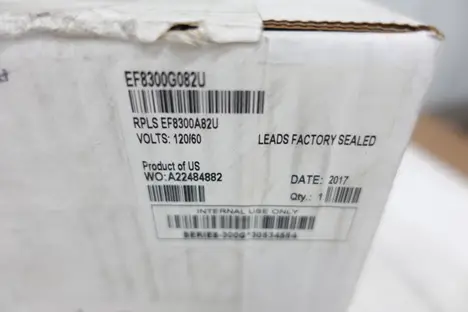 EF8300G082U
RPLS EF8300A82U
VOLTS: 120/60 LEADS FACTORY SEALED
Product of US
WO:A22484882 DATE: 2017
Qty.: 1
INTERNAL USE ONLY